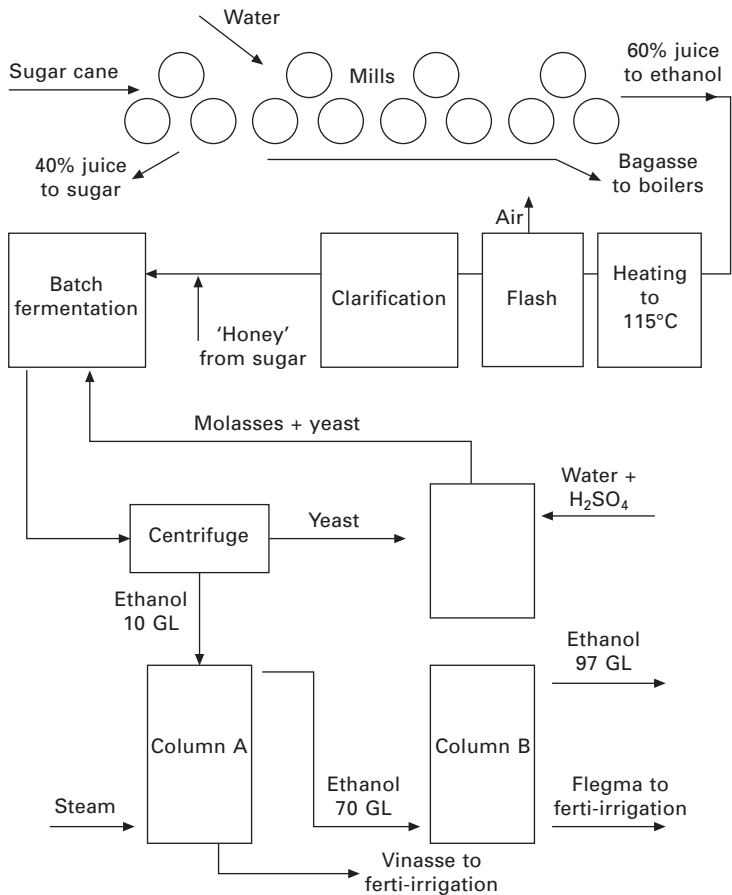 Water
Sugar cane
Mills
60% juice
to ethanol
40% juice
to sugar
Bagasse
to boilers
Air
Batch
fermentation
Clarification
Flash
Heating
to
115°C
‘Honey’
from sugar
Molasses + yeast
Water +
H₂SO₄
Centrifuge
Yeast
Ethanol
10 GL
Ethanol
97 GL
Column A
Column B
Steam
Ethanol
70 GL
Flegma to
ferti-irrigation
Vinasse to
ferti-irrigation